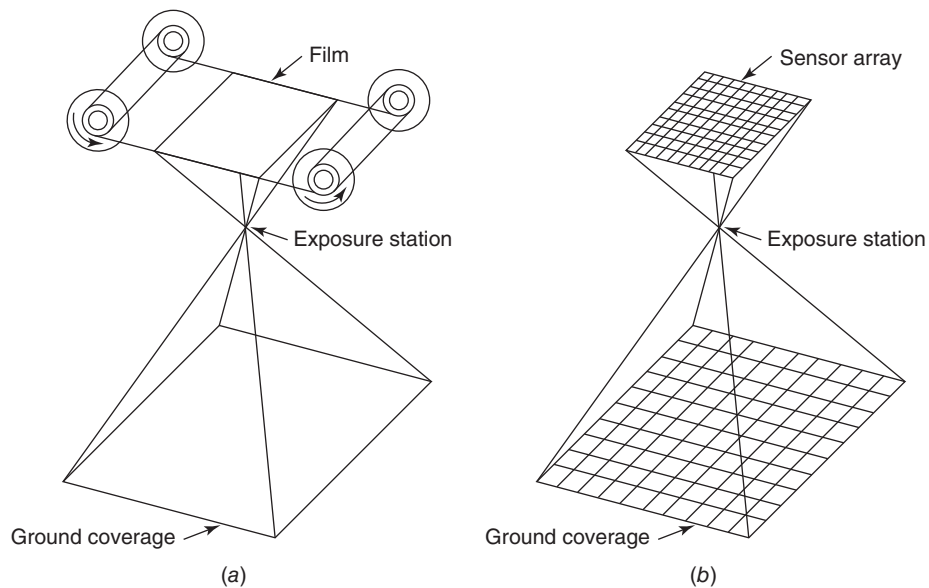 Film
Exposure station
Ground coverage
(a)
Sensor array
Exposure station
Ground coverage
(b)